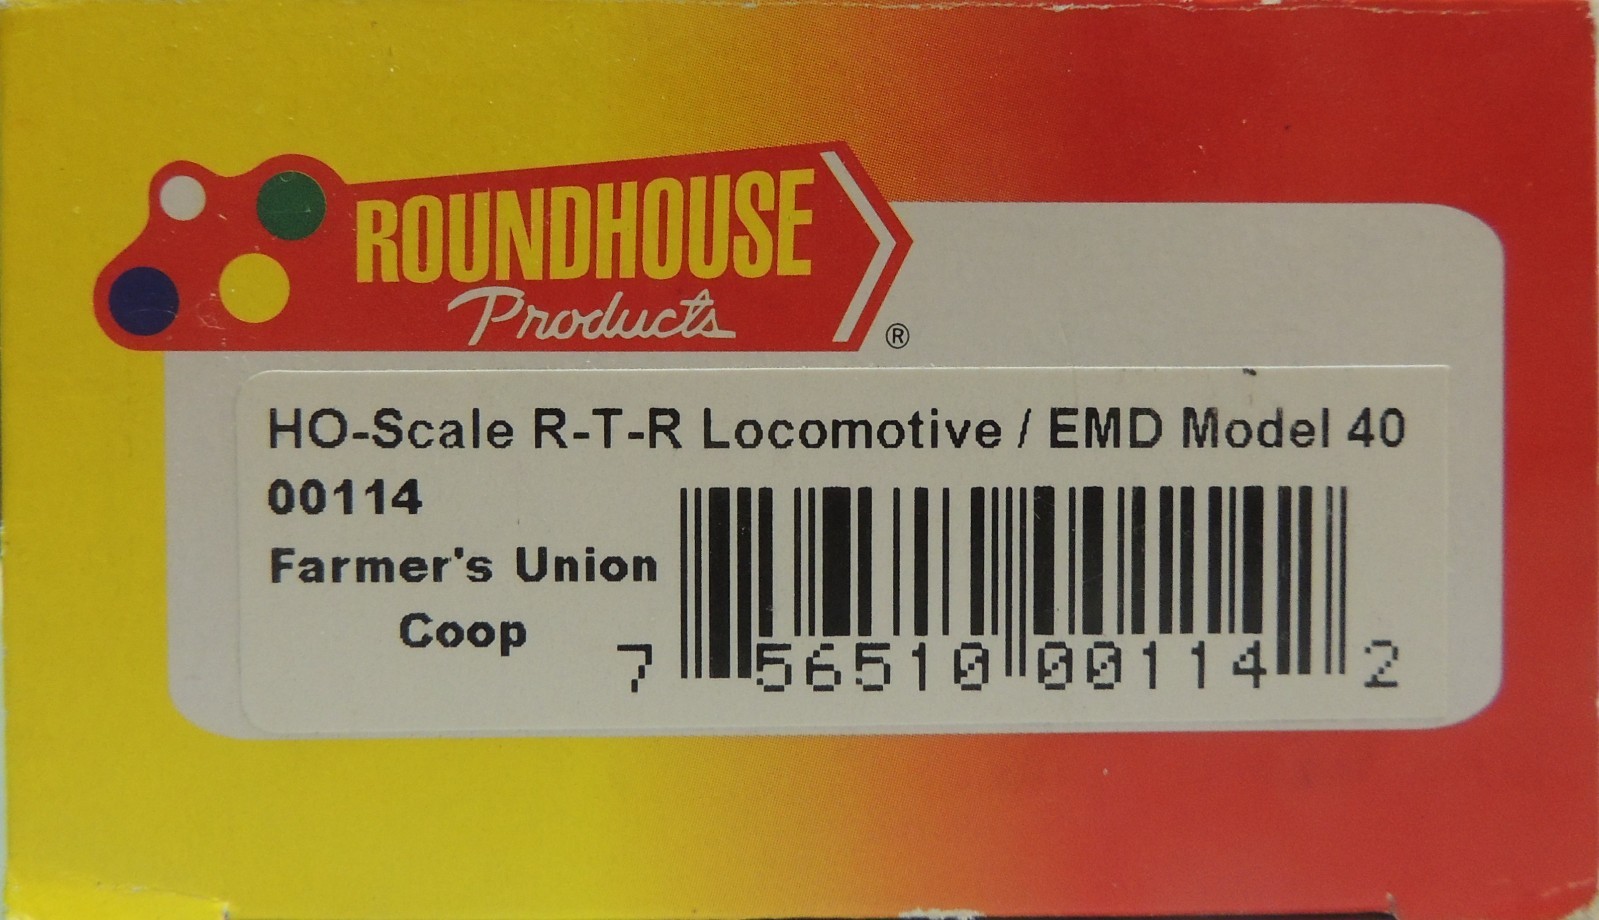 ROUNDHOUSE
Products
®
HO-Scale R-T-R Locomotive / EMD Model 40
00114
Farmer's Union
Coop
7 56510 00114 2